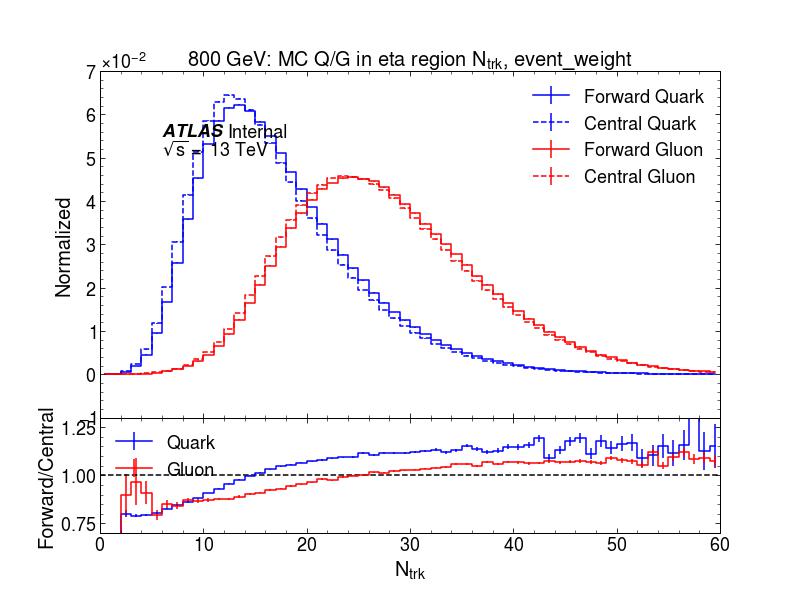 ×10⁻²
800 GeV: MC Q/G in eta region N_trk, event_weight
7
6
5
4
3
2
1
0
−1
Normalized
ATLAS Internal
√s = 13 TeV
Forward Quark
Central Quark
Forward Gluon
Central Gluon
1.25
1.00
0.75
Forward/Central
Quark
Gluon
0 10 20 30 40 50 60
N_trk